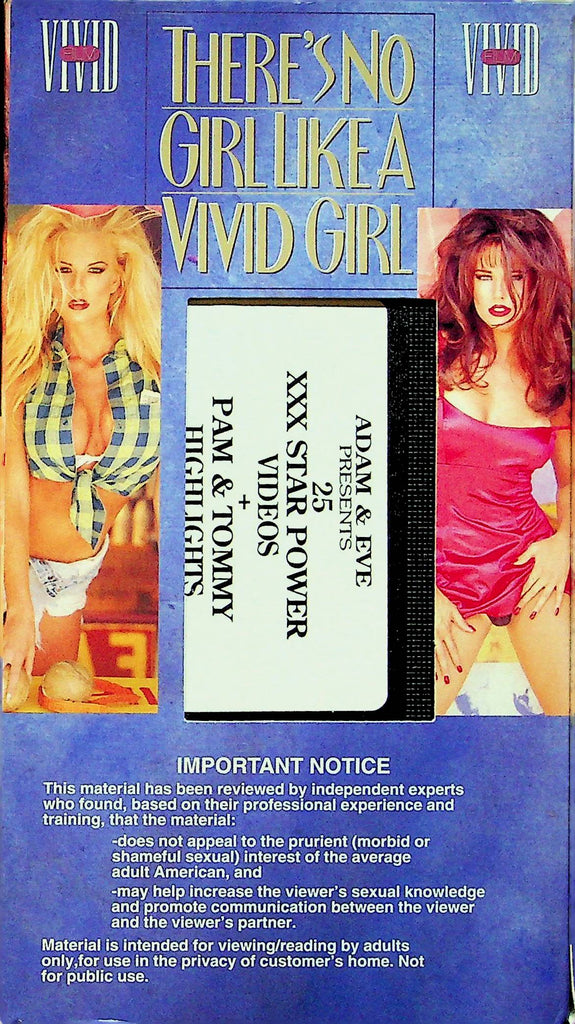 VIVID
FILM
VIVID
FILM
THERE'S NO
GIRL LIKE A
VIVID GIRL
ADAM & EVE
PRESENTS
25
XXX STAR POWER
VIDEOS
+
PAM & TOMMY
HIGHLIGHTS
IMPORTANT NOTICE
This material has been reviewed by independent experts
who found, based on their professional experience and
training, that the material:
-does not appeal to the prurient (morbid or
shameful sexual) interest of the average
adult American, and
-may help increase the viewer's sexual knowledge
and promote communication between the viewer
and the viewer's partner.
Material is intended for viewing/reading by adults
only,for use in the privacy of customer's home. Not
for public use.